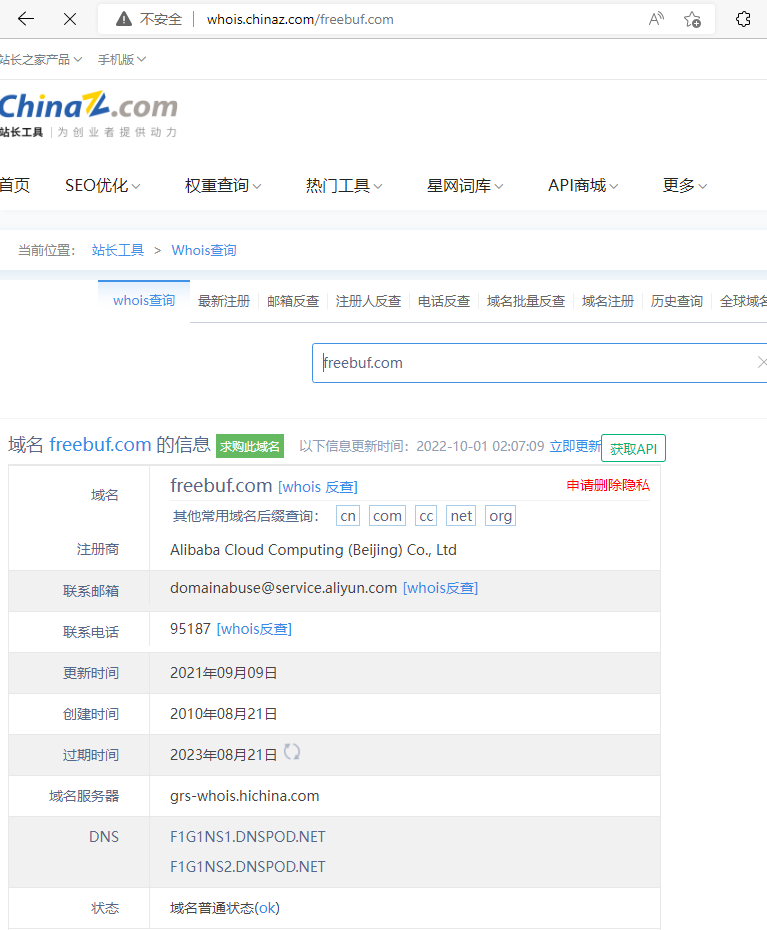 不安全 whois.chinaz.com/freebuf.com
站长之家产品 手机版
ChinaZ.com
站长工具 为创业者提供动力
首页 SEO优化 权重查询 热门工具 星网词库 API商城 更多
当前位置： 站长工具 > Whois查询
whois查询 最新注册 邮箱反查 注册人反查 电话反查 域名批量反查 域名注册 历史查询 全球域名
freebuf.com
域名 freebuf.com 的信息 求购此域名 以下信息更新时间：2022-10-01 02:07:09 立即更新 获取API
域名 freebuf.com [whois 反查] 申请删除隐私
其他常用域名后缀查询： cn com cc net org
注册商 Alibaba Cloud Computing (Beijing) Co., Ltd
联系邮箱 domainabuse@service.aliyun.com [whois反查]
联系电话 95187 [whois反查]
更新时间 2021年09月09日
创建时间 2010年08月21日
过期时间 2023年08月21日
域名服务器 grs-whois.hichina.com
DNS F1G1NS1.DNSPOD.NET
F1G1NS2.DNSPOD.NET
状态 域名普通状态(ok)